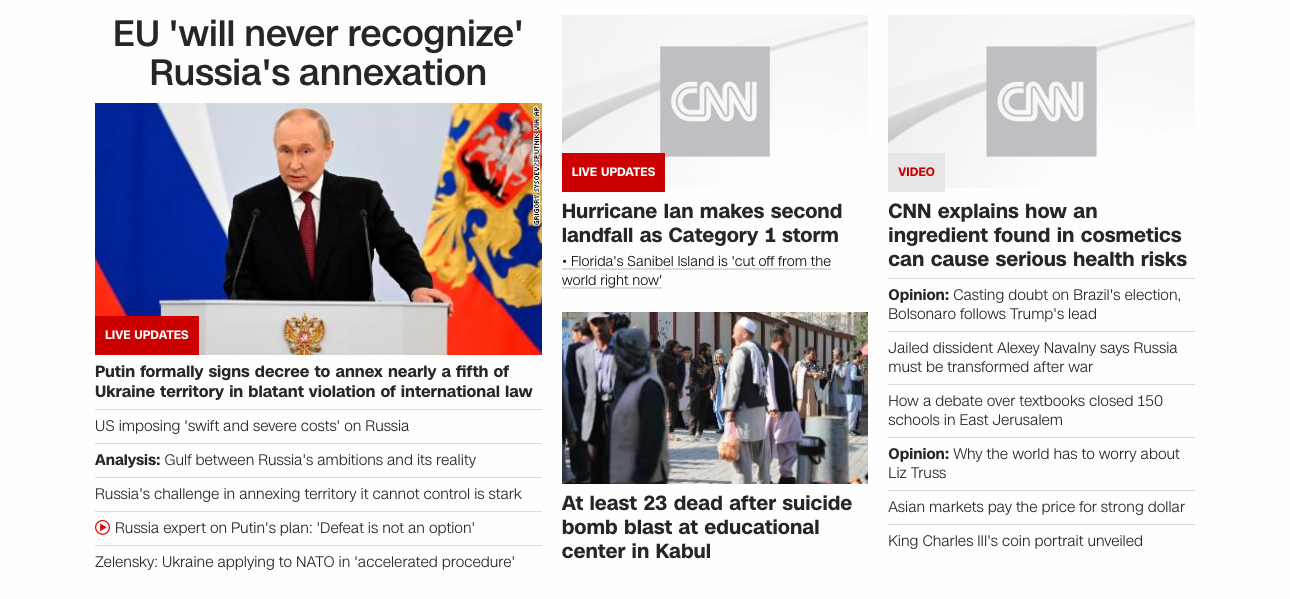 EU 'will never recognize'
Russia's annexation
GRIGORY SYSOEV/SPUTNIK VIA AP
LIVE UPDATES
Putin formally signs decree to annex nearly a fifth of
Ukraine territory in blatant violation of international law
US imposing 'swift and severe costs' on Russia
Analysis: Gulf between Russia's ambitions and its reality
Russia's challenge in annexing territory it cannot control is stark
Russia expert on Putin's plan: 'Defeat is not an option'
Zelensky: Ukraine applying to NATO in 'accelerated procedure'
CNN
LIVE UPDATES
Hurricane Ian makes second
landfall as Category 1 storm
• Florida's Sanibel Island is 'cut off from the
world right now'
At least 23 dead after suicide
bomb blast at educational
center in Kabul
CNN
VIDEO
CNN explains how an
ingredient found in cosmetics
can cause serious health risks
Opinion: Casting doubt on Brazil's election,
Bolsonaro follows Trump's lead
Jailed dissident Alexey Navalny says Russia
must be transformed after war
How a debate over textbooks closed 150
schools in East Jerusalem
Opinion: Why the world has to worry about
Liz Truss
Asian markets pay the price for strong dollar
King Charles III's coin portrait unveiled